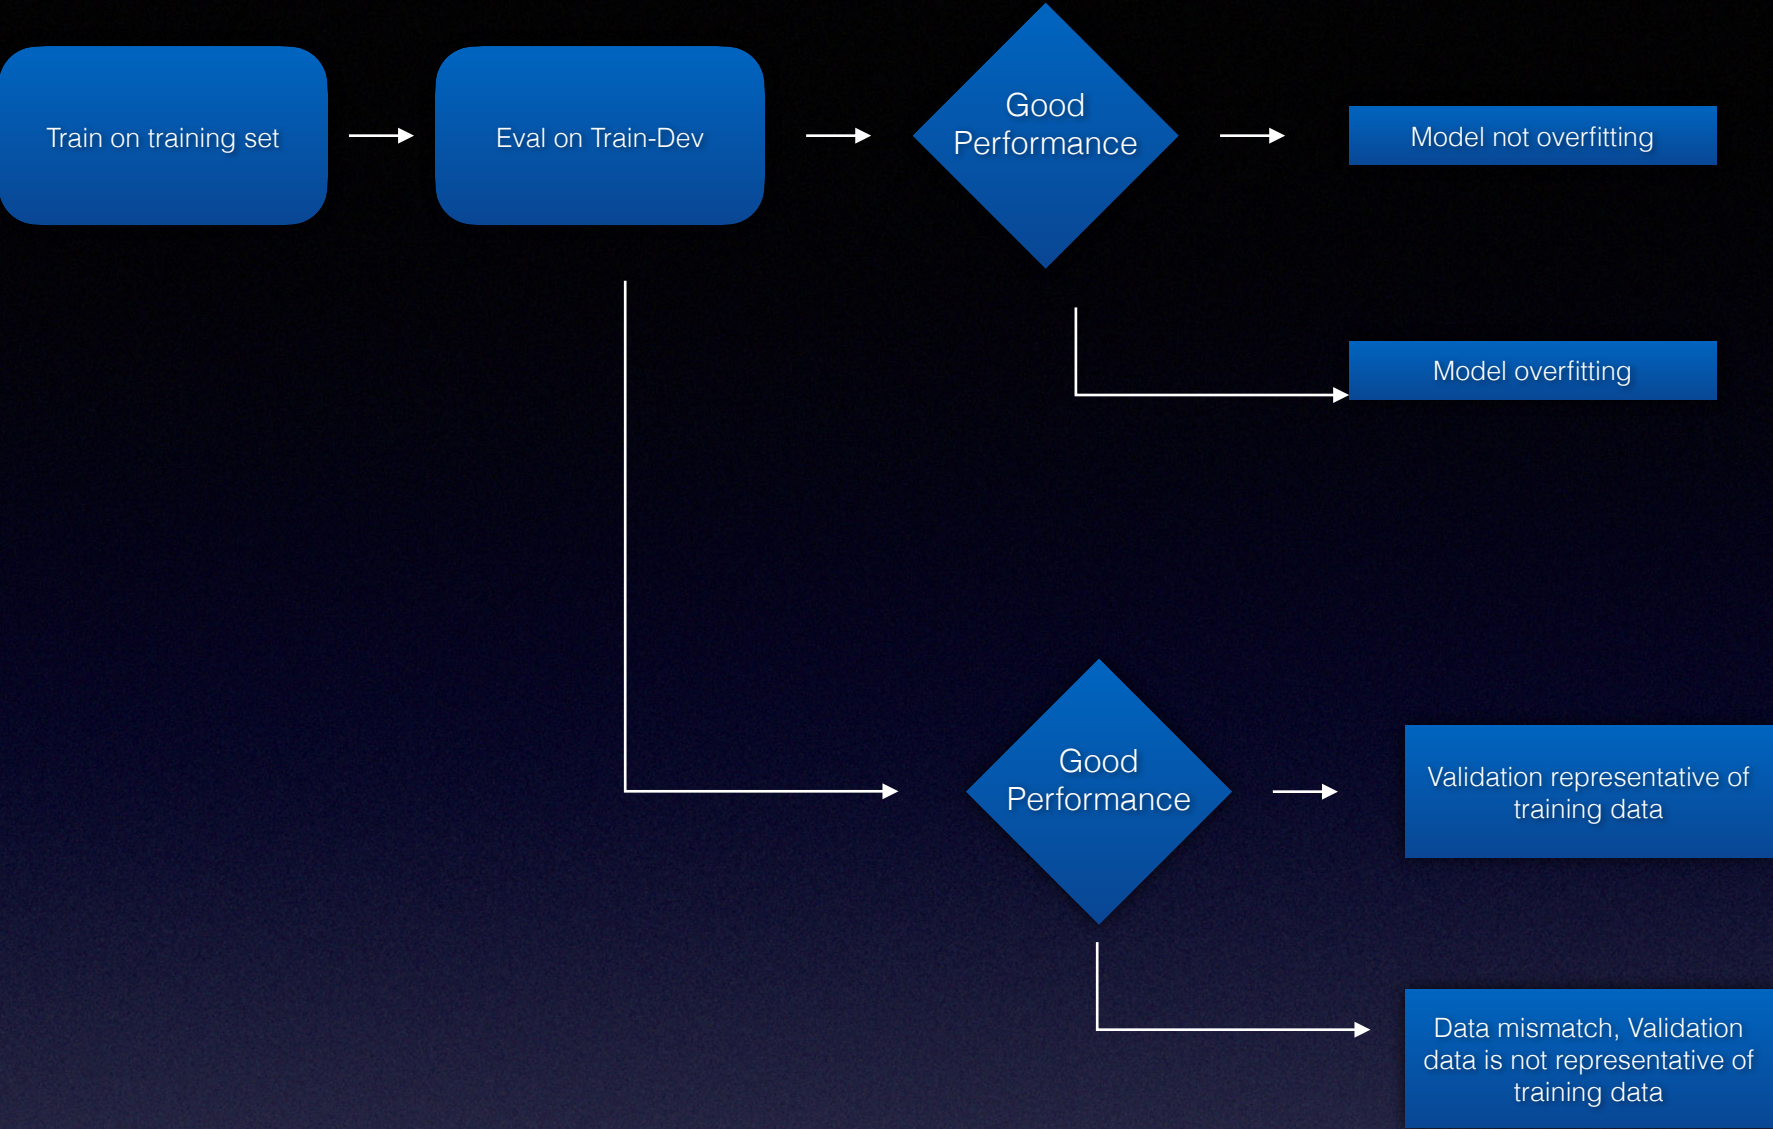 Train on training set
Eval on Train-Dev
Good
Performance
Model not overfitting
Model overfitting
Good
Performance
Validation representative of
training data
Data mismatch, Validation
data is not representative of
training data